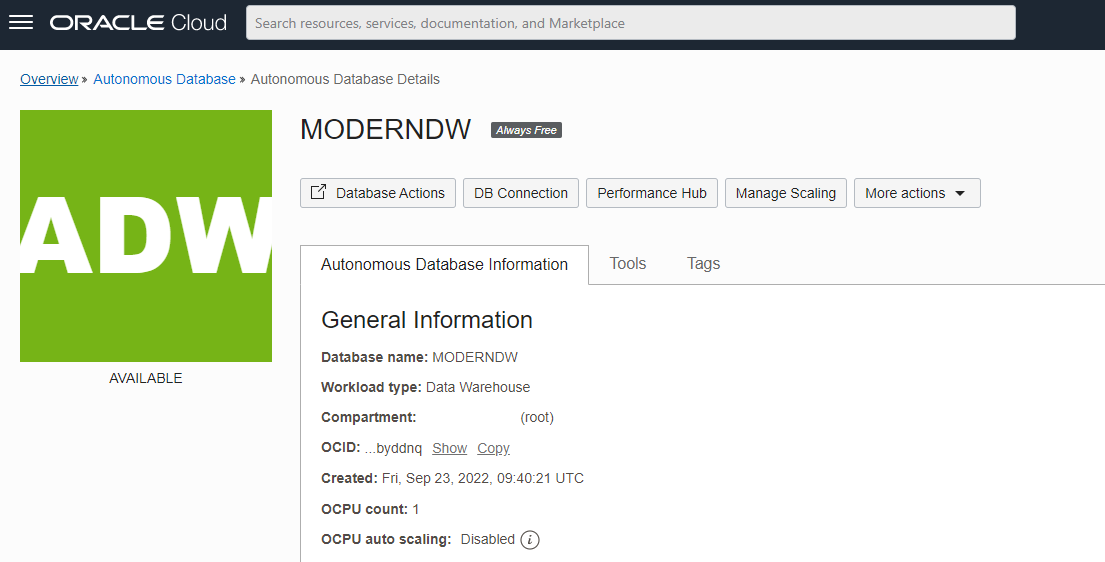 ORACLE Cloud
Search resources, services, documentation, and Marketplace
Overview » Autonomous Database » Autonomous Database Details
ADW
AVAILABLE
MODERNDW Always Free
Database Actions DB Connection Performance Hub Manage Scaling More actions
Autonomous Database Information Tools Tags
General Information
Database name: MODERNDW
Workload type: Data Warehouse
Compartment: (root)
OCID: ...byddnq Show Copy
Created: Fri, Sep 23, 2022, 09:40:21 UTC
OCPU count: 1
OCPU auto scaling: Disabled i